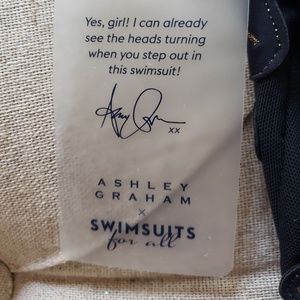 Yes, girl! I can already
see the heads turning
when you step out in
this swimsuit!
xx
ASHLEY
GRAHAM
x
SWIMSUITS
for all